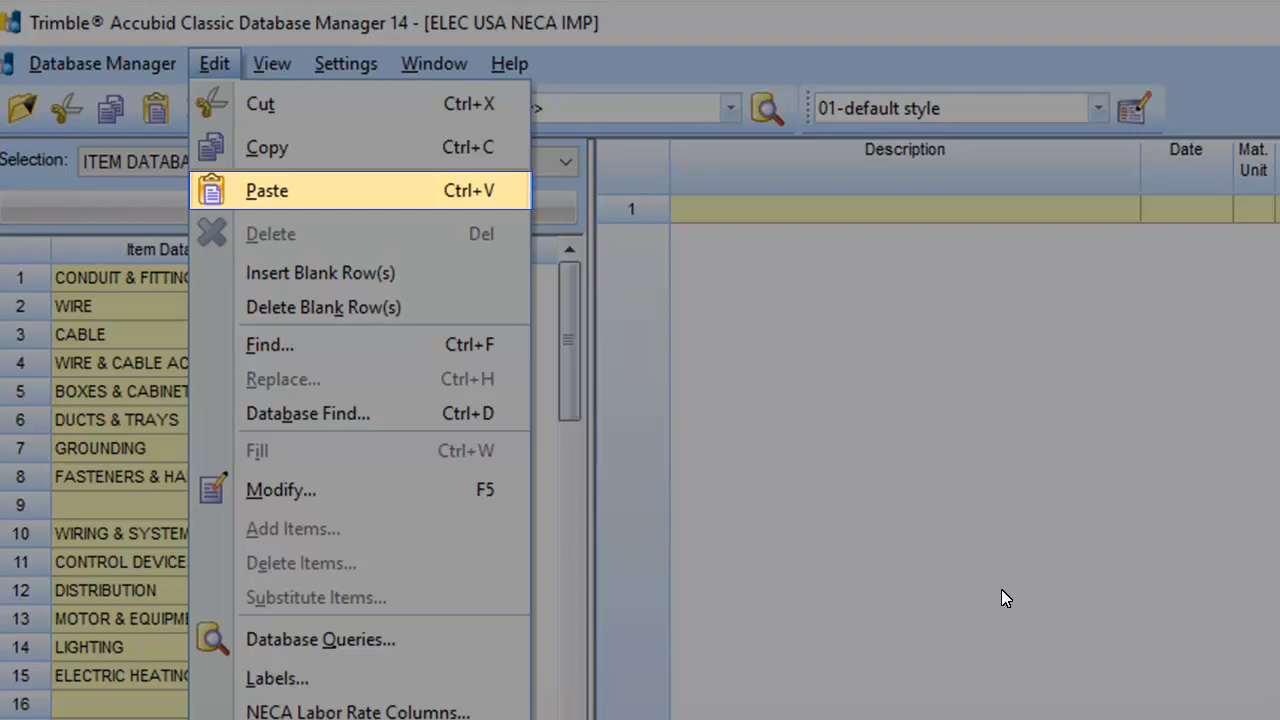 Trimble® Accubid Classic Database Manager 14 - [ELEC USA NECA IMP]
Database Manager Edit View Settings Window Help
> 01-default style
Selection: ITEM DATABA
Cut Ctrl+X
Copy Ctrl+C
Paste Ctrl+V
Delete Del
Insert Blank Row(s)
Delete Blank Row(s)
Find... Ctrl+F
Replace... Ctrl+H
Database Find... Ctrl+D
Fill Ctrl+W
Modify... F5
Add Items...
Delete Items...
Substitute Items...
Database Queries...
Labels...
NECA Labor Rate Columns...
Item Data
1 CONDUIT & FITTING
2 WIRE
3 CABLE
4 WIRE & CABLE AC
5 BOXES & CABINET
6 DUCTS & TRAYS
7 GROUNDING
8 FASTENERS & HA
9
10 WIRING & SYSTEM
11 CONTROL DEVICE
12 DISTRIBUTION
13 MOTOR & EQUIPME
14 LIGHTING
15 ELECTRIC HEATING
16
Description Date Mat. Unit
1